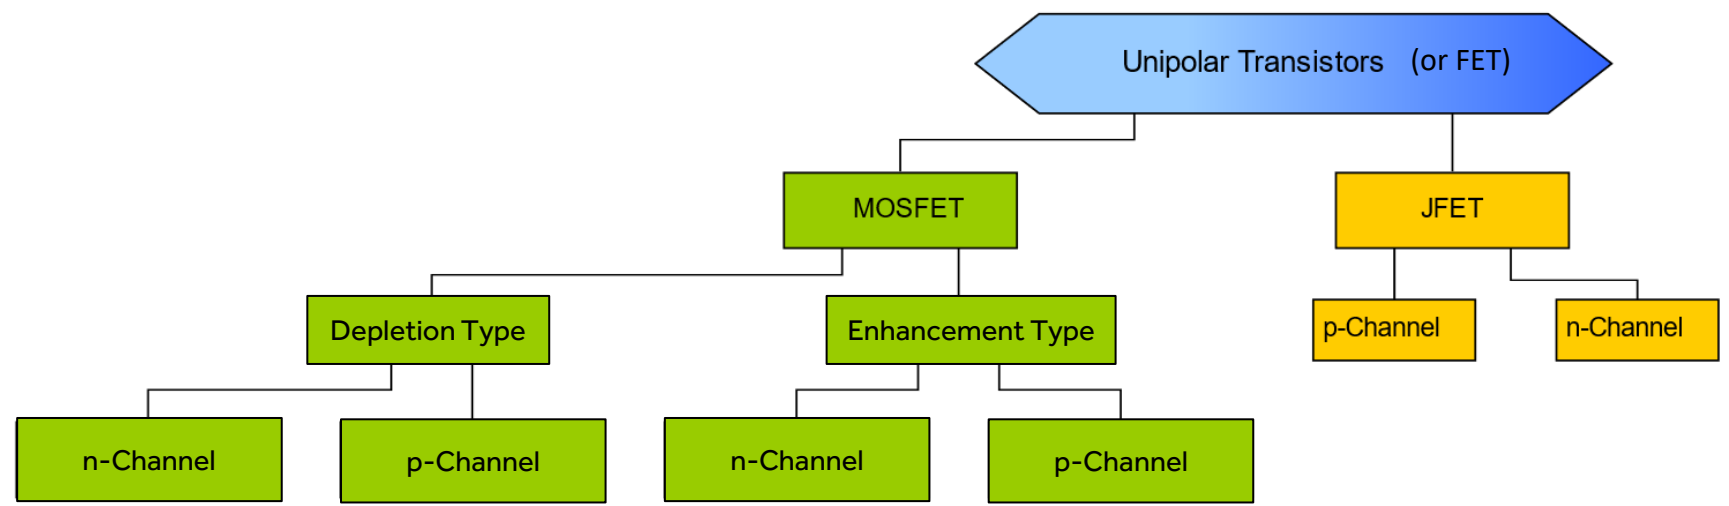 Unipolar Transistors (or FET)
MOSFET
JFET
Depletion Type
Enhancement Type
p-Channel
n-Channel
n-Channel
p-Channel
n-Channel
p-Channel